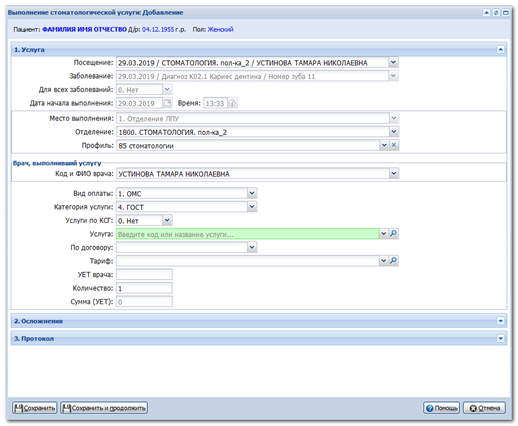 Выполнение стоматологической услуги: Добавление
Пациент: ФАМИЛИЯ ИМЯ ОТЧЕСТВО Д/р: 04.12.1955 г.р. Пол: Женский
1. Услуга
Посещение: 29.03.2019 / СТОМАТОЛОГИЯ. пол-ка_2 / УСТИНОВА ТАМАРА НИКОЛАЕВНА
Заболевание: 29.03.2019 / Диагноз K02.1 Кариес дентина / Номер зуба 11
Для всех заболеваний: 0. Нет
Дата начала выполнения: 29.03.2019 Время: 13:33
Место выполнения: 1. Отделение ЛПУ
Отделение: 1800. СТОМАТОЛОГИЯ. пол-ка_2
Профиль: 85 стоматологии
Врач, выполнивший услугу
Код и ФИО врача: УСТИНОВА ТАМАРА НИКОЛАЕВНА
Вид оплаты: 1. ОМС
Категория услуги: 4. ГОСТ
Услуги по КСГ: 0. Нет
Услуга: Введите код или название услуги...
По договору:
Тариф:
УЕТ врача:
Количество: 1
Сумма (УЕТ): 0
2. Осложнения
3. Протокол
Сохранить Сохранить и продолжить Помощь Отмена